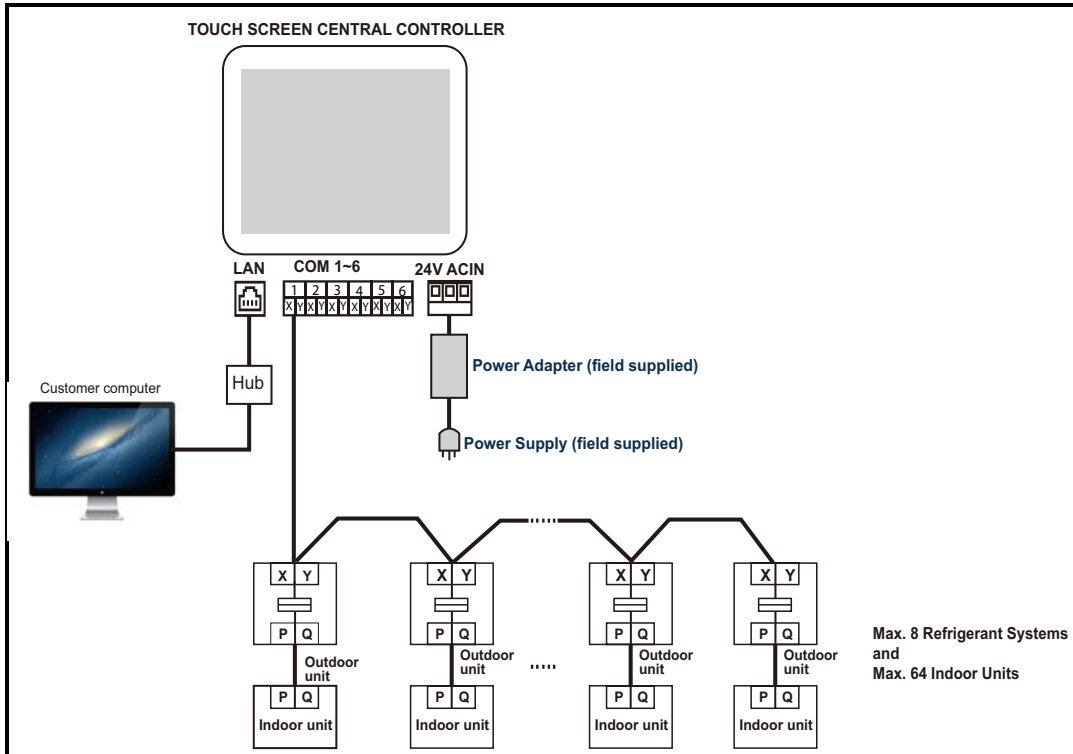 TOUCH SCREEN CENTRAL CONTROLLER
LAN
COM 1~6
24V ACIN
1 2 3 4 5 6
X Y X Y X Y X Y X Y X Y
Power Adapter (field supplied)
Hub
Customer computer
Power Supply (field supplied)
X Y
X Y
X Y
X Y
P Q
P Q
P Q
P Q
Max. 8 Refrigerant Systems
and
Max. 64 Indoor Units
Outdoor
unit
Outdoor
unit
Outdoor
unit
Outdoor
unit
P Q
P Q
P Q
P Q
Indoor unit
Indoor unit
Indoor unit
Indoor unit